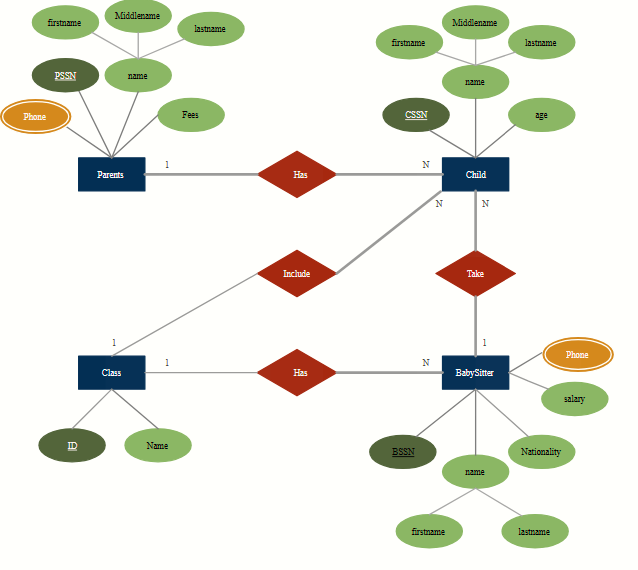 firstname
Middlename
lastname
PSSN
name
Phone
Fees
Parents
1
Has
N
Child
firstname
Middlename
lastname
name
CSSN
age
N
N
Include
Take
1
1
Class
1
Has
N
BabySitter
Phone
salary
ID
Name
BSSN
name
Nationality
firstname
lastname